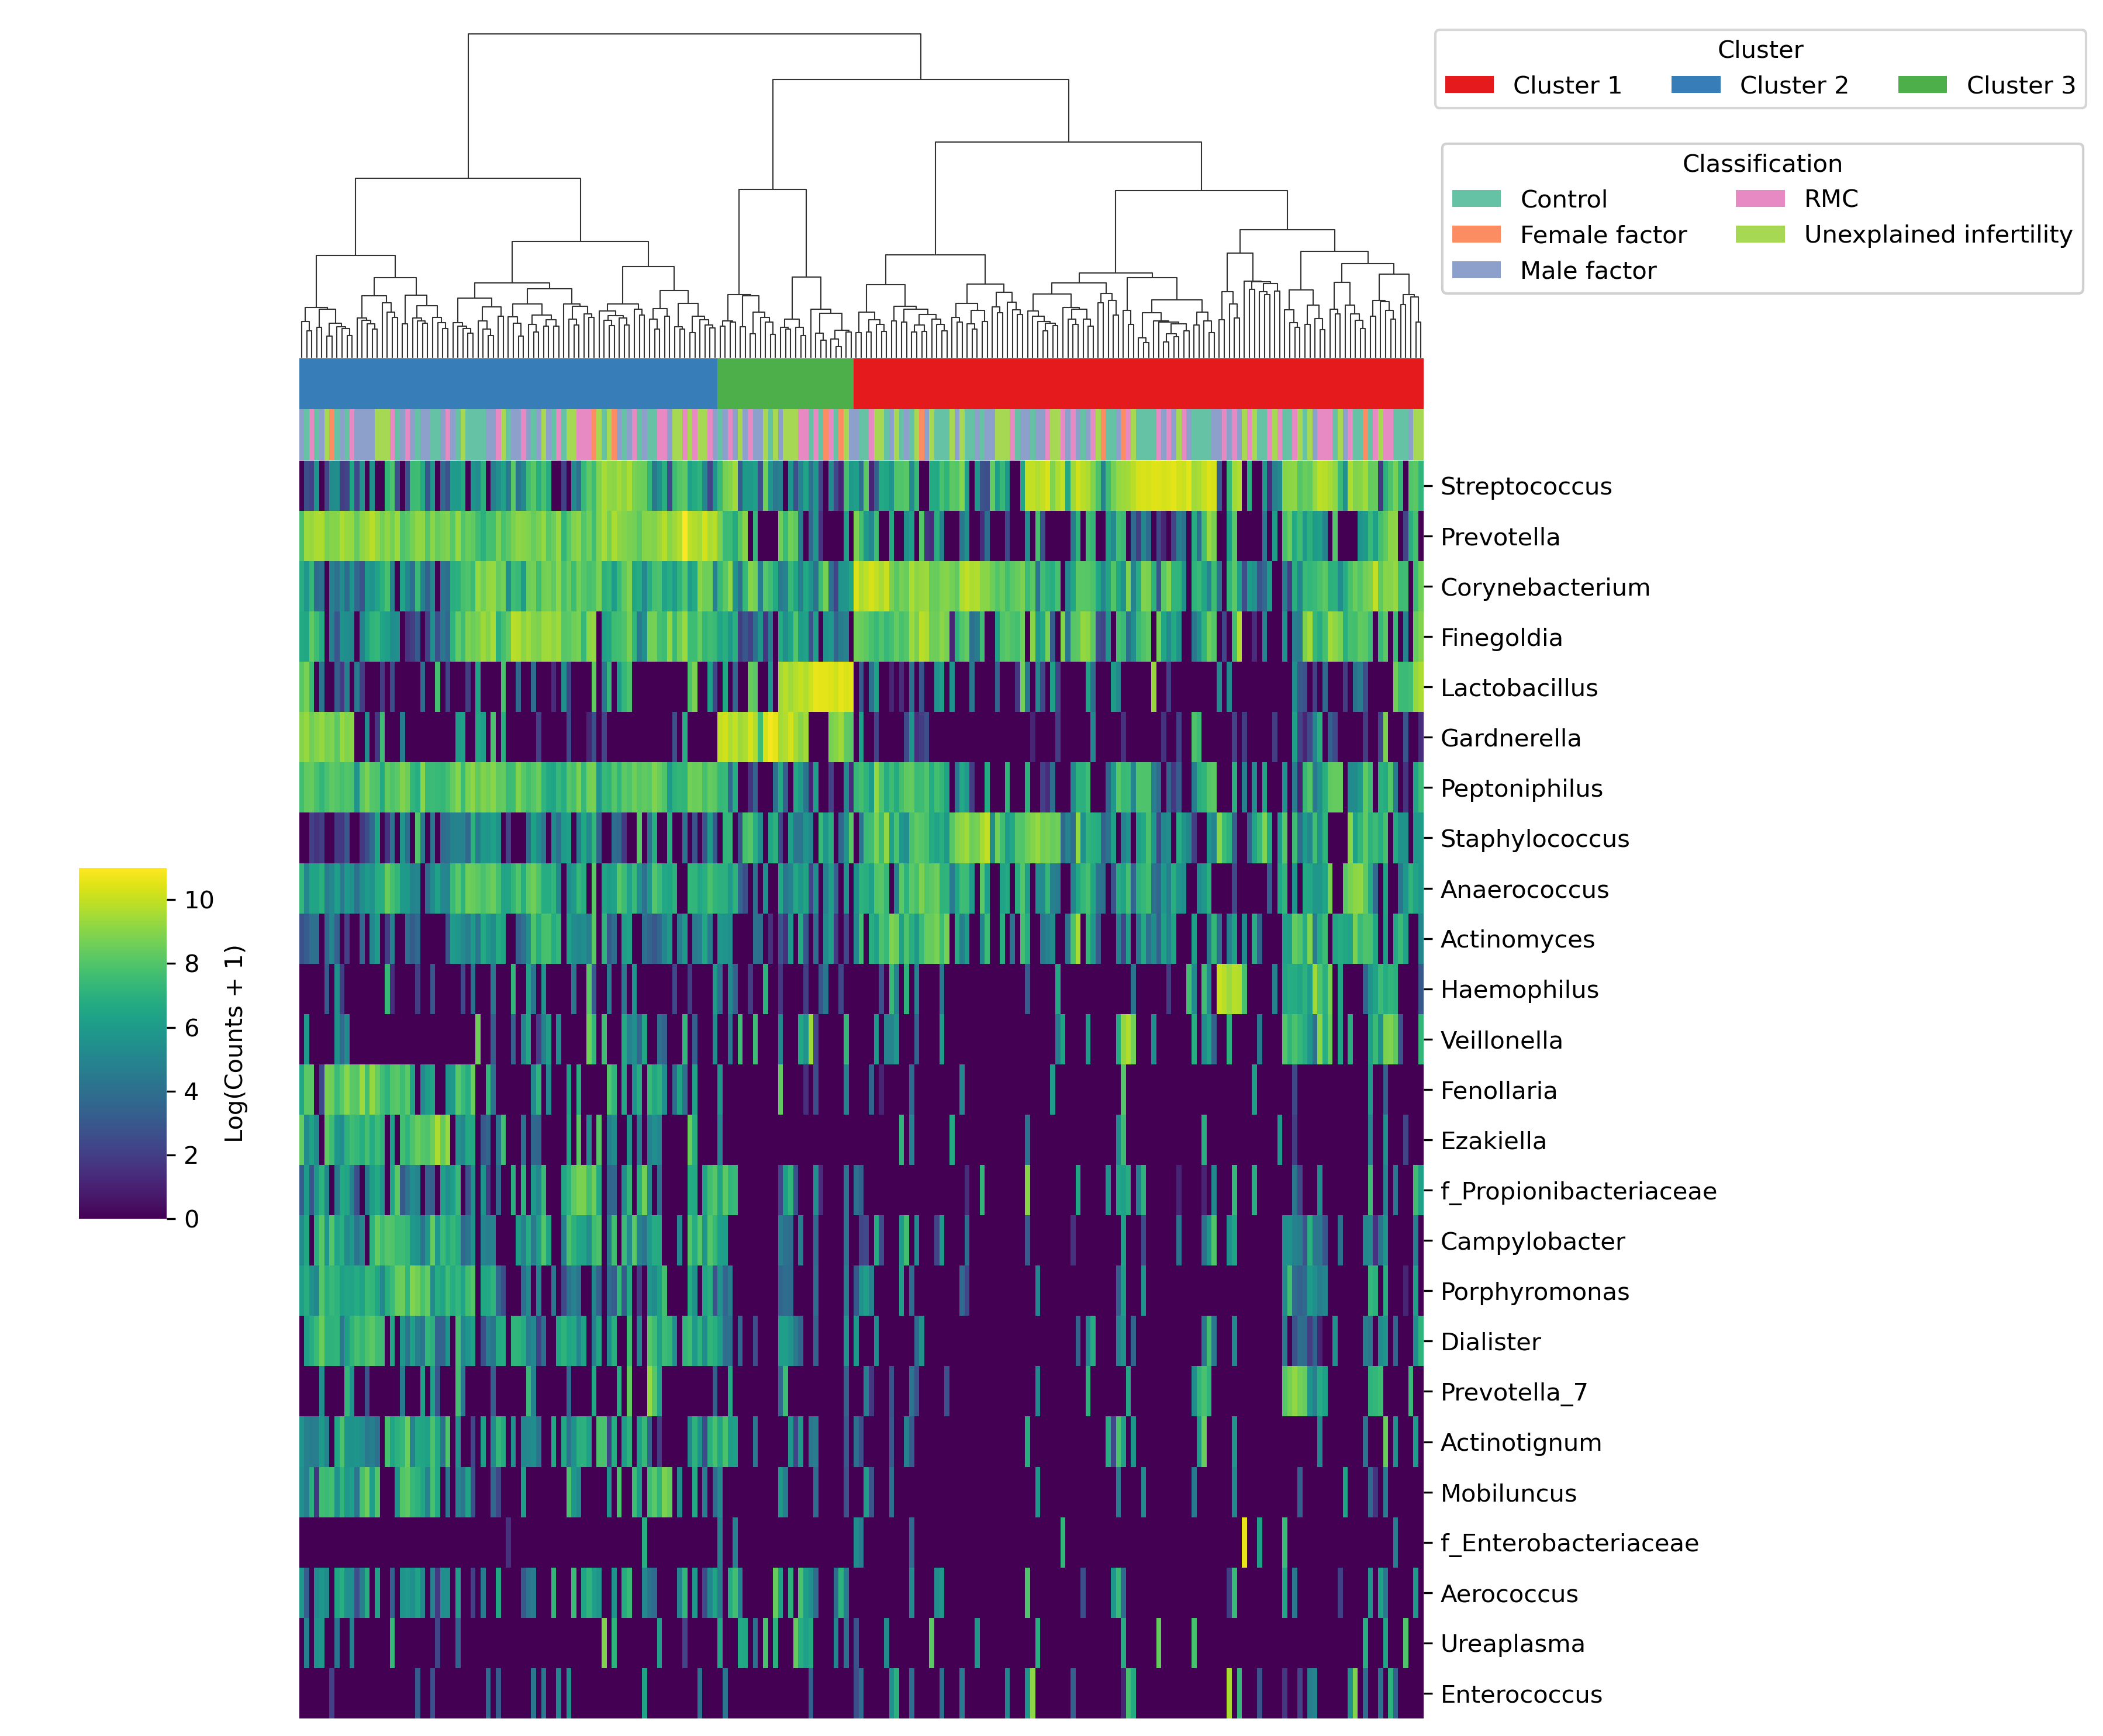 Cluster
Cluster 1 Cluster 2 Cluster 3
Classification
Control RMC
Female factor Unexplained infertility
Male factor
Streptococcus
Prevotella
Corynebacterium
Finegoldia
Lactobacillus
Gardnerella
Peptoniphilus
Staphylococcus
Anaerococcus
Actinomyces
Haemophilus
Veillonella
Fenollaria
Ezakiella
f_Propionibacteriaceae
Campylobacter
Porphyromonas
Dialister
Prevotella_7
Actinotignum
Mobiluncus
f_Enterobacteriaceae
Aerococcus
Ureaplasma
Enterococcus
10
8
6
4
2
0
Log(Counts + 1)